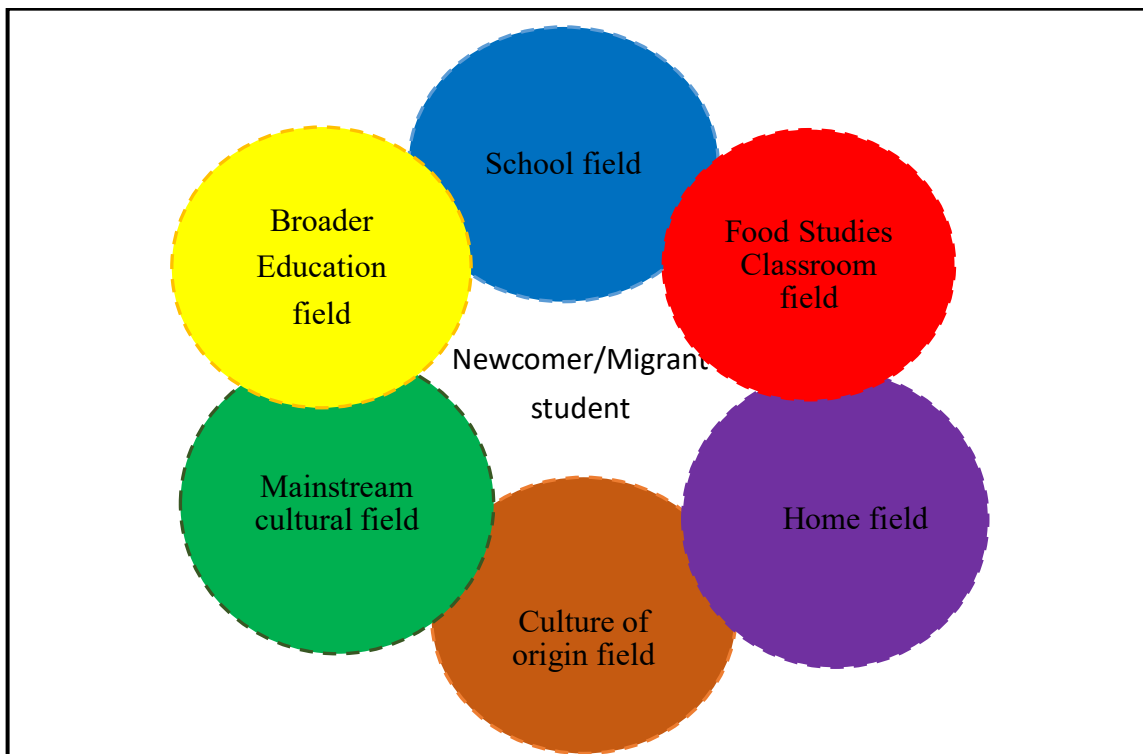 School field
Broader
Education
field
Food Studies
Classroom
field
Newcomer/Migrant
student
Mainstream
cultural field
Home field
Culture of
origin field